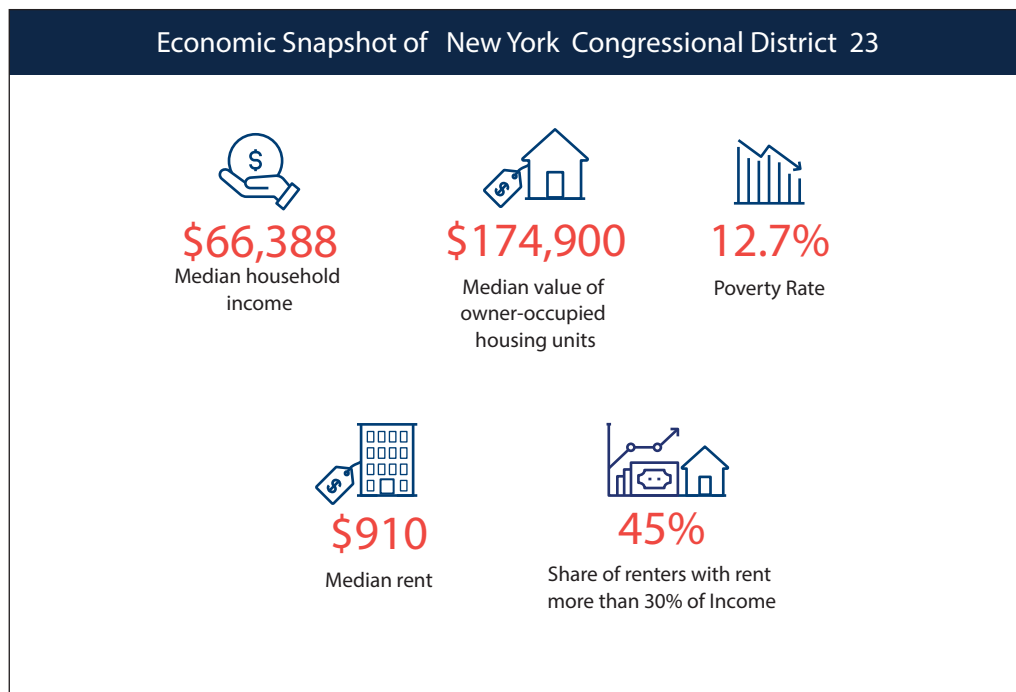 Economic Snapshot of New York Congressional District 23
$
$
$66,388
Median household
income
$174,900
Median value of
owner-occupied
housing units
12.7%
Poverty Rate
$
$910
Median rent
45%
Share of renters with rent
more than 30% of Income